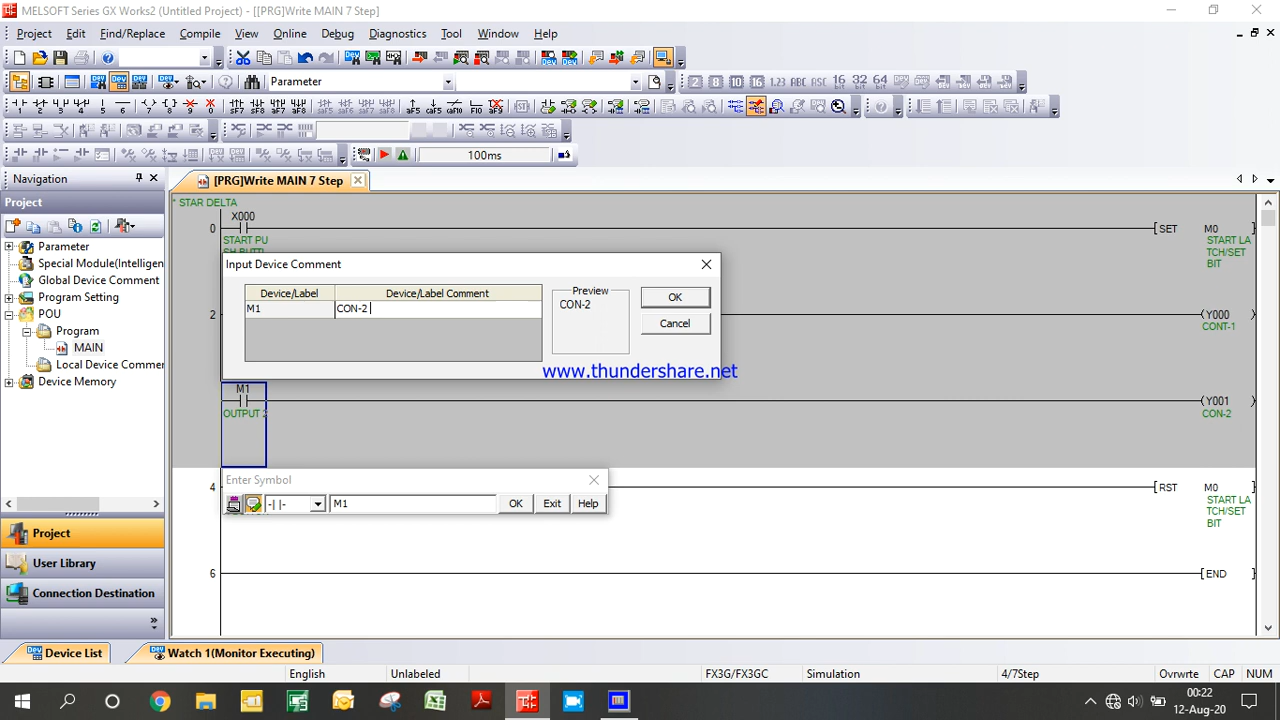 MELSOFT Series GX Works2 (Untitled Project) - [[PRG]Write MAIN 7 Step]
Project Edit Find/Replace Compile View Online Debug Diagnostics Tool Window Help
Parameter
100ms
Navigation
[PRG]Write MAIN 7 Step
Project
Parameter
Special Module(Intelligen
Global Device Comment
Program Setting
POU
Program
MAIN
Local Device Commer
Device Memory
Project
User Library
Connection Destination
* STAR DELTA
X000
0
SET M0
START PU
START LA
TCH/SET
BIT
2
Y000
CONT-1
M1
Y001
OUTPUT 2
CON-2
4
RST M0
START LA
TCH/SET
BIT
6
END
Input Device Comment
Device/Label Device/Label Comment
M1 CON-2
Preview
CON-2
OK
Cancel
www.thundershare.net
Enter Symbol
M1 OK Exit Help
Device List Watch 1(Monitor Executing)
English Unlabeled FX3G/FX3GC Simulation 4/7Step Ovrwrte CAP NUM
00:22
12-Aug-20